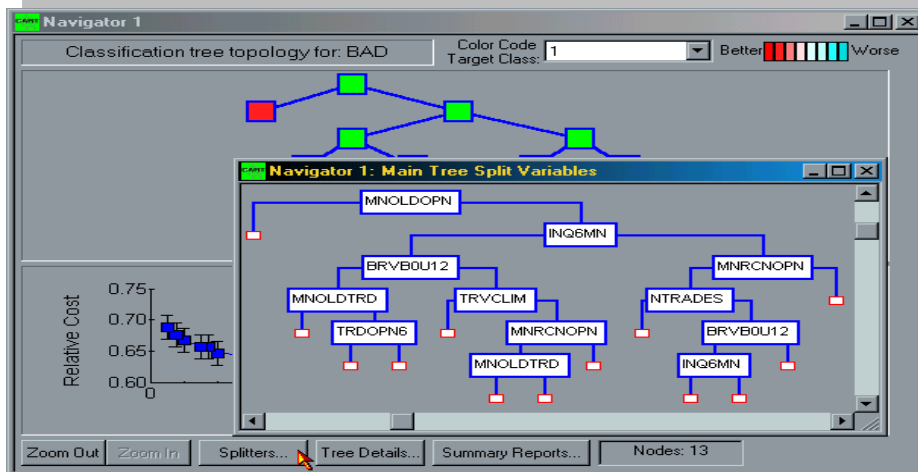 CART Navigator 1
Classification tree topology for: BAD
Color Code
Target Class: 1
Better Worse
CART Navigator 1: Main Tree Split Variables
MNOLDOPN
INQ6MN
BRVB0U12 MNRCNOPN
MNOLDTRD TRVCLIM NTRADES
TRDOPN6 MNRCNOPN BRVB0U12
MNOLDTRD INQ6MN
Relative Cost
0.75
0.70
0.65
0.60
0
Zoom Out Zoom In Splitters... Tree Details... Summary Reports... Nodes: 13